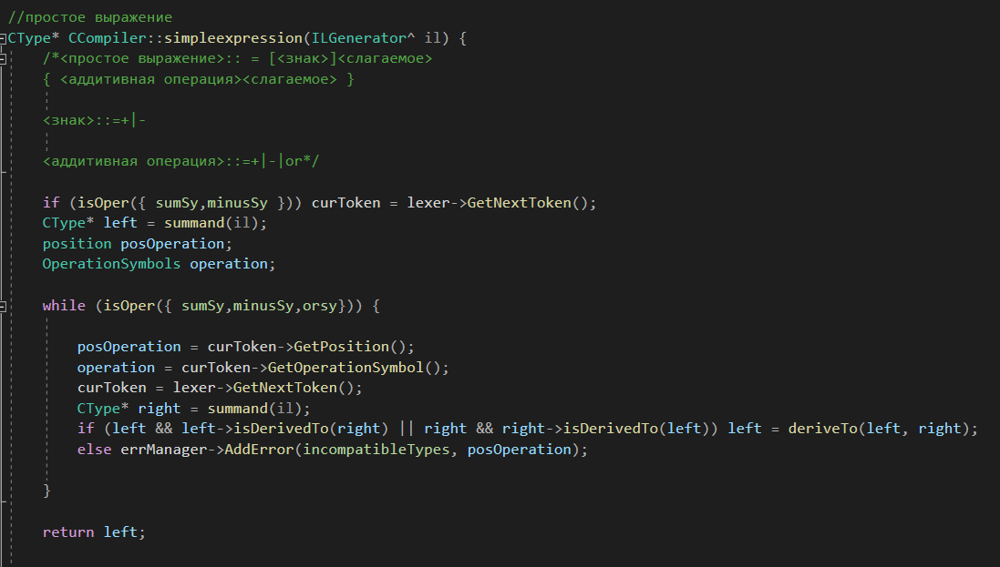 //простое выражение
CType* CCompiler::simpleexpression(ILGenerator^ il) {
/*<простое выражение>:: = [<знак>]<слагаемое>
{ <аддитивная операция><слагаемое> }
<знак>::=+|-
<аддитивная операция>::=+|-|or*/
if (isOper({ sumSy,minusSy })) curToken = lexer->GetNextToken();
CType* left = summand(il);
position posOperation;
OperationSymbols operation;
while (isOper({ sumSy,minusSy,orsy})) {
posOperation = curToken->GetPosition();
operation = curToken->GetOperationSymbol();
curToken = lexer->GetNextToken();
CType* right = summand(il);
if (left && left->isDerivedTo(right) || right && right->isDerivedTo(left)) left = deriveTo(left, right);
else errManager->AddError(incompatibleTypes, posOperation);
}
return left;